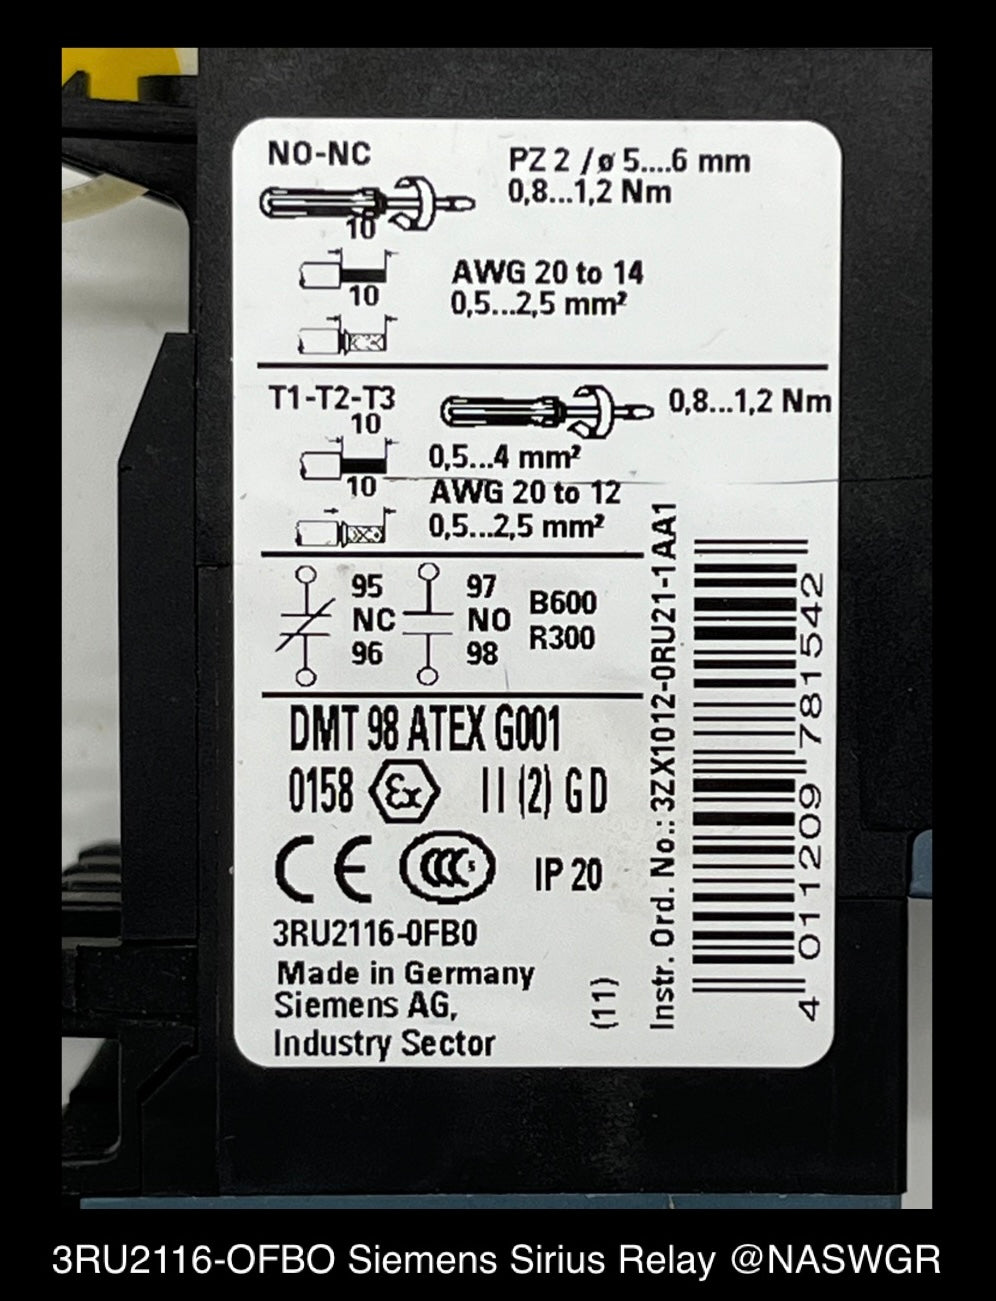 NO-NC
PZ 2 / ø 5....6 mm
0,8...1,2 Nm
10
AWG 20 to 14
10
0,5...2,5 mm²
T1-T2-T3
0,8...1,2 Nm
10
0,5...4 mm²
10
AWG 20 to 12
0,5...2,5 mm²
95 97
NC NO B600
96 98 R300
DMT 98 ATEX G001
0158 Ex II (2) G D
CE CCC S IP 20
3RU2116-0FB0
Made in Germany
Siemens AG,
Industry Sector
(11)
Instr. Ord. No.: 3ZX1012-0RU21-1AA1
4 011209 781542
3RU2116-OFBO Siemens Sirius Relay @NASWGR